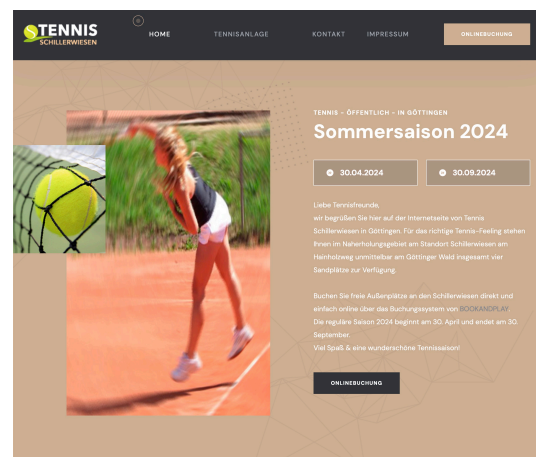 TENNIS
SCHILLERWIESEN
HOME
TENNISANLAGE
KONTAKT
IMPRESSUM
ONLINEBUCHUNG
TENNIS - ÖFFENTLICH - IN GÖTTINGEN
Sommersaison 2024
30.04.2024
30.09.2024
Liebe Tennisfreunde,
wir begrüßen Sie hier auf der Internetseite von Tennis
Schillerwiesen in Göttingen. Für das richtige Tennis-Feeling stehen
Ihnen im Naherholungsgebiet am Standort Schillerwiesen am
Hainholzweg unmittelbar am Göttinger Wald insgesamt vier
Sandplätze zur Verfügung.
Buchen Sie freie Außenplätze an den Schillerwiesen direkt und
einfach online über das Buchungssystem von BOOKANDPLAY.
Die reguläre Saison 2024 beginnt am 30. April und endet am 30.
September.
Viel Spaß & eine wunderschöne Tennissaison!
ONLINEBUCHUNG